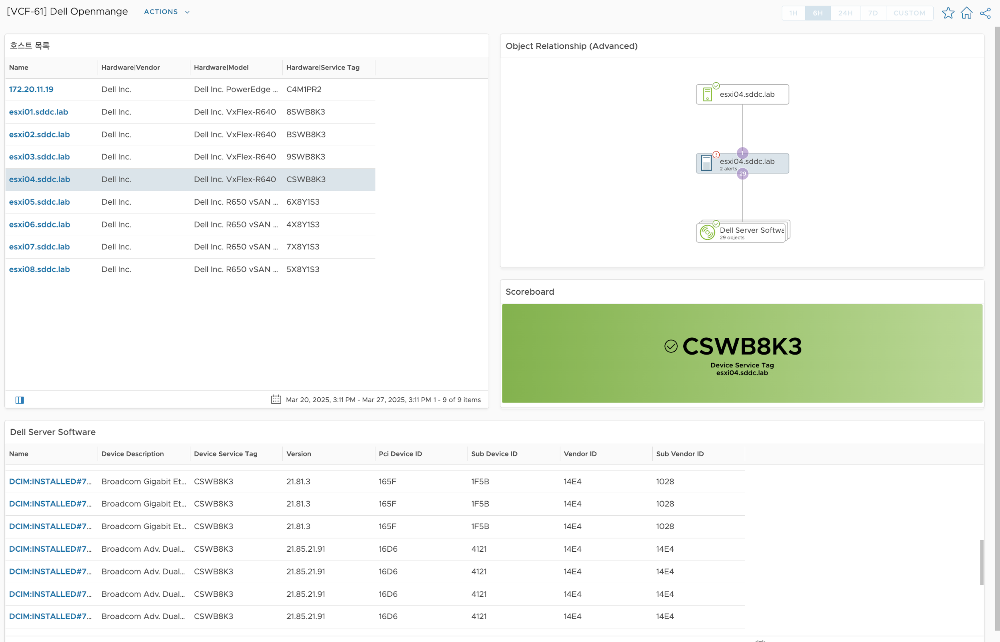 [VCF-61] Dell Openmange
ACTIONS
1H 6H 24H 7D CUSTOM
호스트 목록
Name Hardware|Vendor Hardware|Model Hardware|Service Tag
172.20.11.19 Dell Inc. Dell Inc. PowerEdge ... C4M1PR2
esxi01.sddc.lab Dell Inc. Dell Inc. VxFlex-R640 8SWB8K3
esxi02.sddc.lab Dell Inc. Dell Inc. VxFlex-R640 BSWB8K3
esxi03.sddc.lab Dell Inc. Dell Inc. VxFlex-R640 9SWB8K3
esxi04.sddc.lab Dell Inc. Dell Inc. VxFlex-R640 CSWB8K3
esxi05.sddc.lab Dell Inc. Dell Inc. R650 vSAN ... 6X8Y1S3
esxi06.sddc.lab Dell Inc. Dell Inc. R650 vSAN ... 4X8Y1S3
esxi07.sddc.lab Dell Inc. Dell Inc. R650 vSAN ... 7X8Y1S3
esxi08.sddc.lab Dell Inc. Dell Inc. R650 vSAN ... 5X8Y1S3
Mar 20, 2025, 3:11 PM - Mar 27, 2025, 3:11 PM 1 - 9 of 9 items
Object Relationship (Advanced)
esxi04.sddc.lab
1
esxi04.sddc.lab
2 alerts
29
Dell Server Softwa
29 objects
Scoreboard
CSWB8K3
Device Service Tag
esxi04.sddc.lab
Dell Server Software
Name Device Description Device Service Tag Version Pci Device ID Sub Device ID Vendor ID Sub Vendor ID
DCIM:INSTALLED#7... Broadcom Gigabit Et... CSWB8K3 21.81.3 165F 1F5B 14E4 1028
DCIM:INSTALLED#7... Broadcom Gigabit Et... CSWB8K3 21.81.3 165F 1F5B 14E4 1028
DCIM:INSTALLED#7... Broadcom Gigabit Et... CSWB8K3 21.81.3 165F 1F5B 14E4 1028
DCIM:INSTALLED#7... Broadcom Adv. Dual... CSWB8K3 21.85.21.91 16D6 4121 14E4 14E4
DCIM:INSTALLED#7... Broadcom Adv. Dual... CSWB8K3 21.85.21.91 16D6 4121 14E4 14E4
DCIM:INSTALLED#7... Broadcom Adv. Dual... CSWB8K3 21.85.21.91 16D6 4121 14E4 14E4
DCIM:INSTALLED#7... Broadcom Adv. Dual... CSWB8K3 21.85.21.91 16D6 4121 14E4 14E4